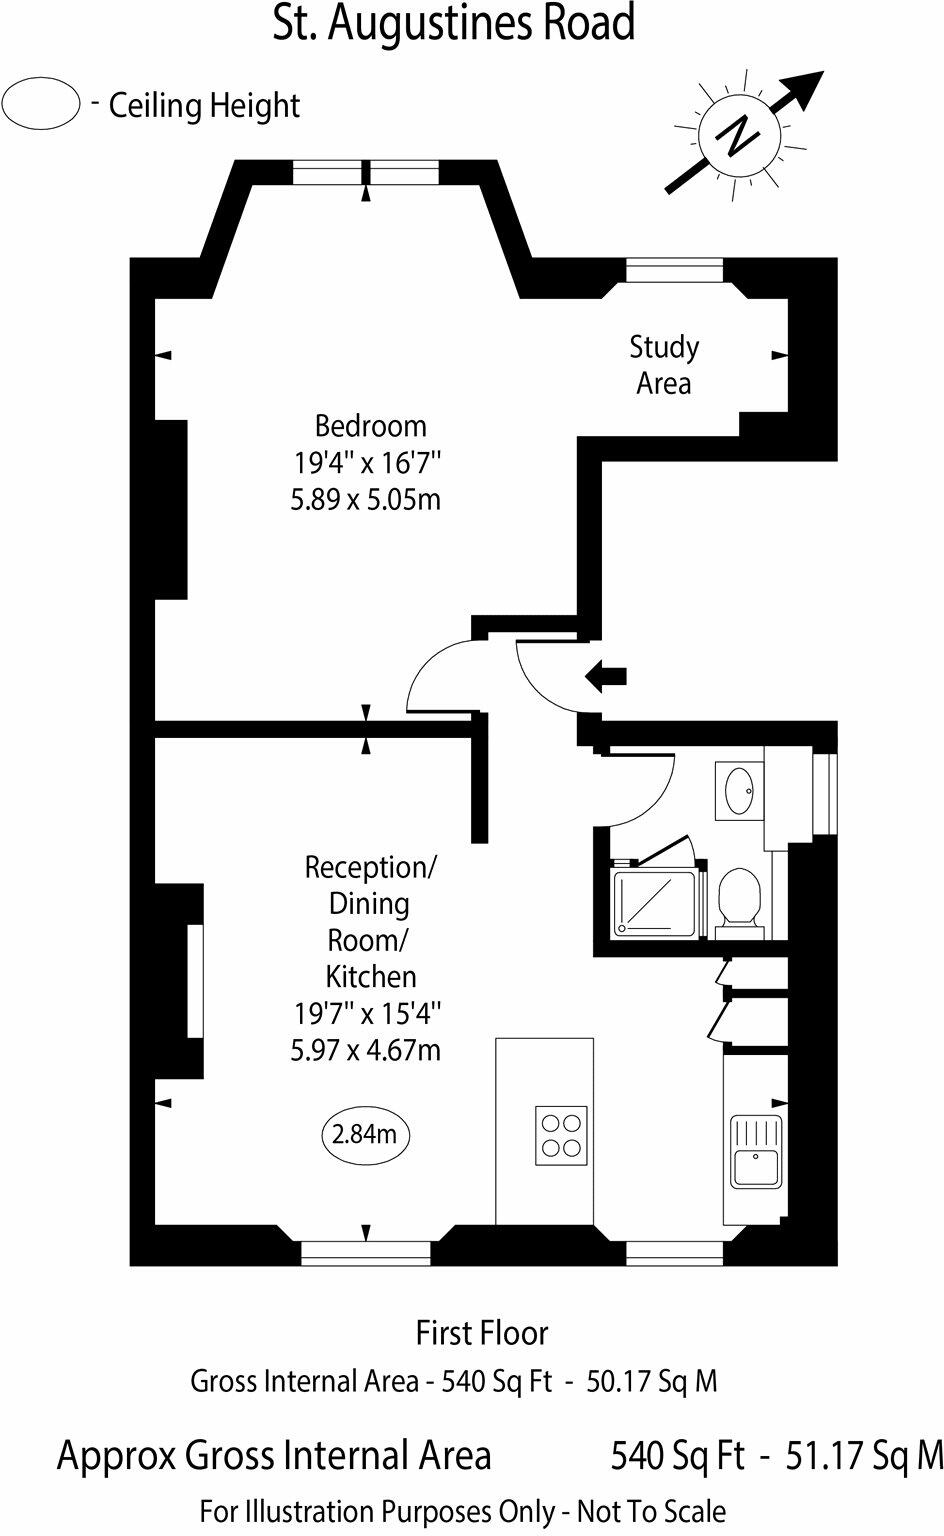 St. Augustines Road
- Ceiling Height
N
Study
Area
Bedroom
19'4" x 16'7"
5.89 x 5.05m
Reception/
Dining
Room/
Kitchen
19'7" x 15'4"
5.97 x 4.67m
2.84m
First Floor
Gross Internal Area - 540 Sq Ft - 50.17 Sq M
Approx Gross Internal Area 540 Sq Ft - 51.17 Sq M
For Illustration Purposes Only - Not To Scale